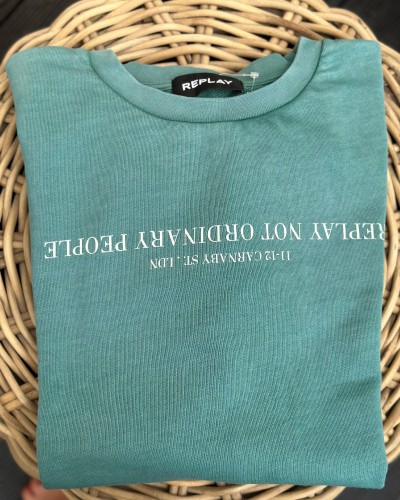 REPLAY
11-12 CARNABY ST. , LDN
REPLAY NOT ORDINARY PEOPLE